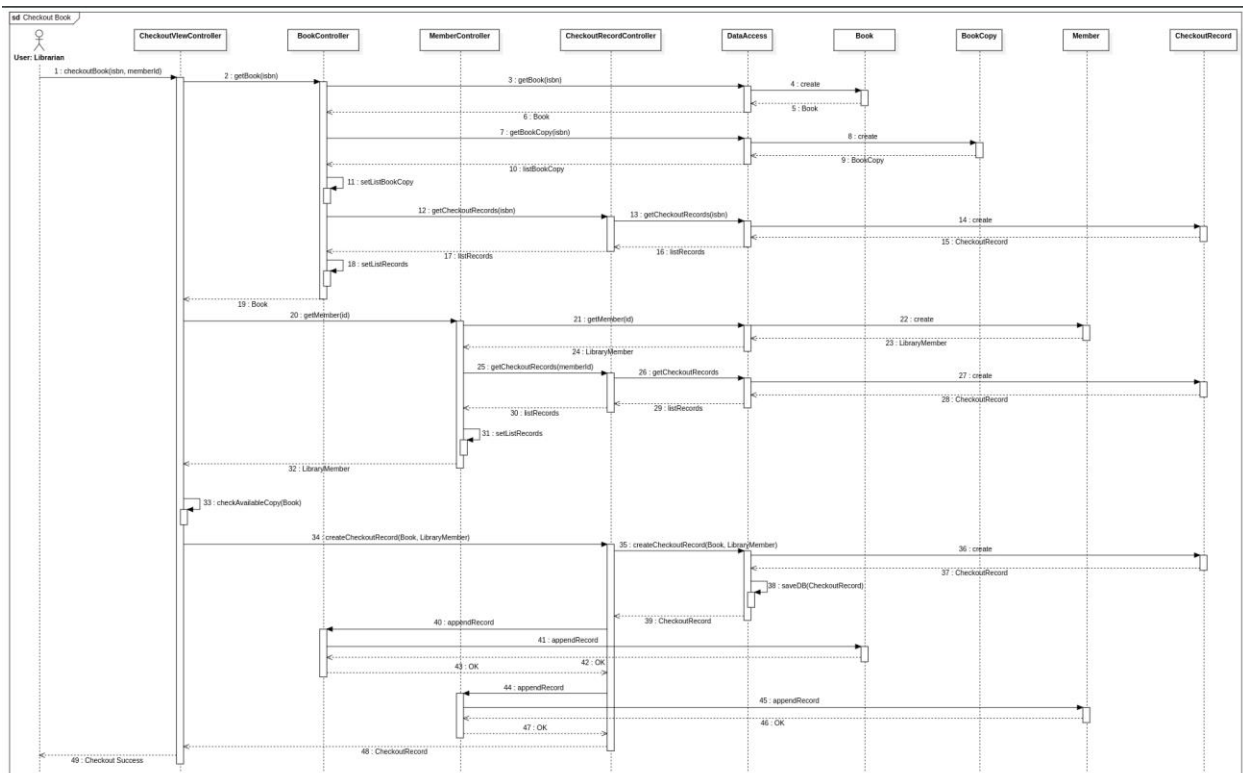 sd Checkout Book
User: Librarian
CheckoutViewController
BookController
MemberController
CheckoutRecordController
DataAccess
Book
BookCopy
Member
CheckoutRecord
1 : checkoutBook(isbn, memberId)
2 : getBook(isbn)
3 : getBook(isbn)
4 : create
5 : Book
6 : Book
7 : getBookCopy(isbn)
8 : create
9 : BookCopy
10 : listBookCopy
11 : setListBookCopy
12 : getCheckoutRecords(isbn)
13 : getCheckoutRecords(isbn)
14 : create
15 : CheckoutRecord
16 : listRecords
17 : listRecords
18 : setListRecords
19 : Book
20 : getMember(id)
21 : getMember(id)
22 : create
23 : LibraryMember
24 : LibraryMember
25 : getCheckoutRecords(memberId)
26 : getCheckoutRecords
27 : create
28 : CheckoutRecord
29 : listRecords
30 : listRecords
31 : setListRecords
32 : LibraryMember
33 : checkAvailableCopy(Book)
34 : createCheckoutRecord(Book, LibraryMember)
35 : createCheckoutRecord(Book, LibraryMember)
36 : create
37 : CheckoutRecord
38 : saveDB(CheckoutRecord)
39 : CheckoutRecord
40 : appendRecord
41 : appendRecord
42 : OK
43 : OK
44 : appendRecord
45 : appendRecord
46 : OK
47 : OK
48 : CheckoutRecord
49 : Checkout Success